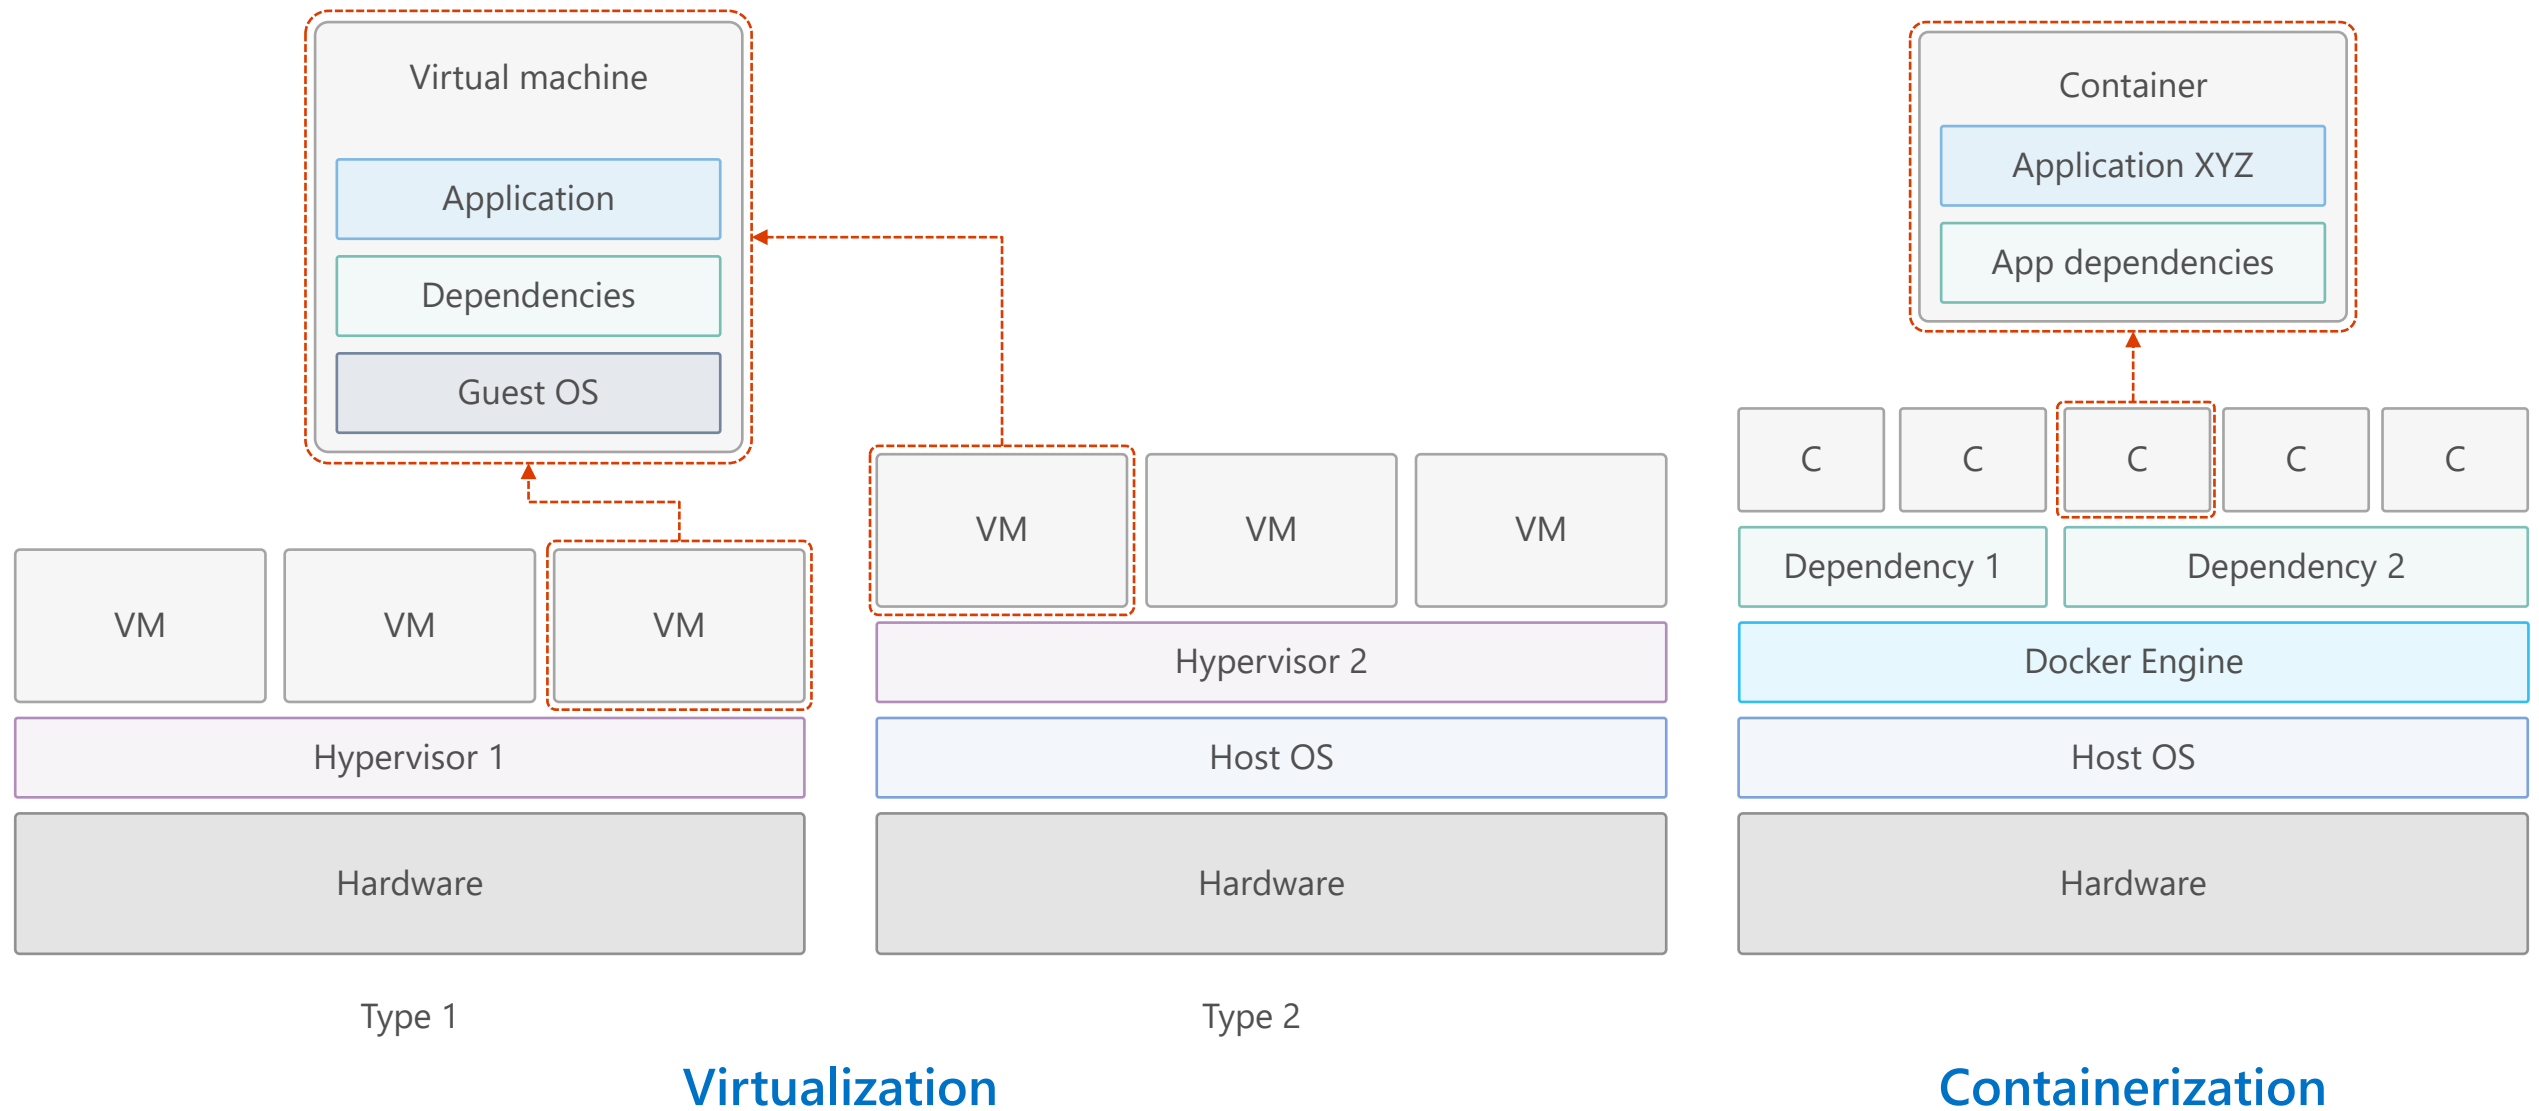 Virtual machine
Application
Dependencies
Guest OS
VM
VM
VM
Hypervisor 1
Hardware
Type 1
VM
VM
VM
Hypervisor 2
Host OS
Hardware
Type 2
Virtualization
Container
Application XYZ
App dependencies
C
C
C
C
C
Dependency 1
Dependency 2
Docker Engine
Host OS
Hardware
Containerization